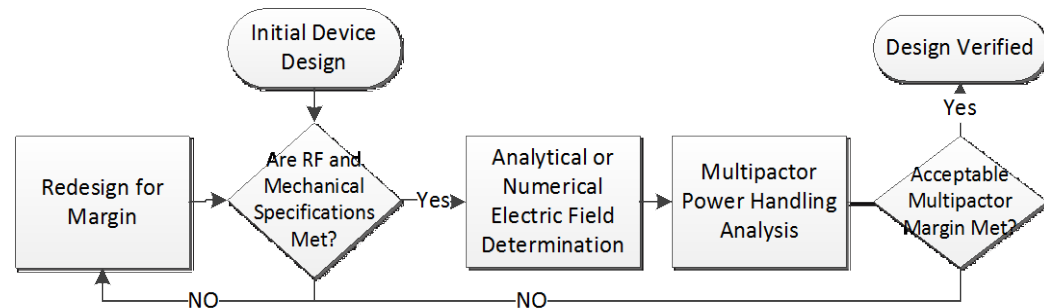 Initial Device
Design
Design Verified
Yes
Redesign for
Margin
Are RF and
Mechanical
Specifications
Met?
Yes
Analytical or
Numerical
Electric Field
Determination
Multipactor
Power Handling
Analysis
Acceptable
Multipactor
Margin Met?
NO
NO